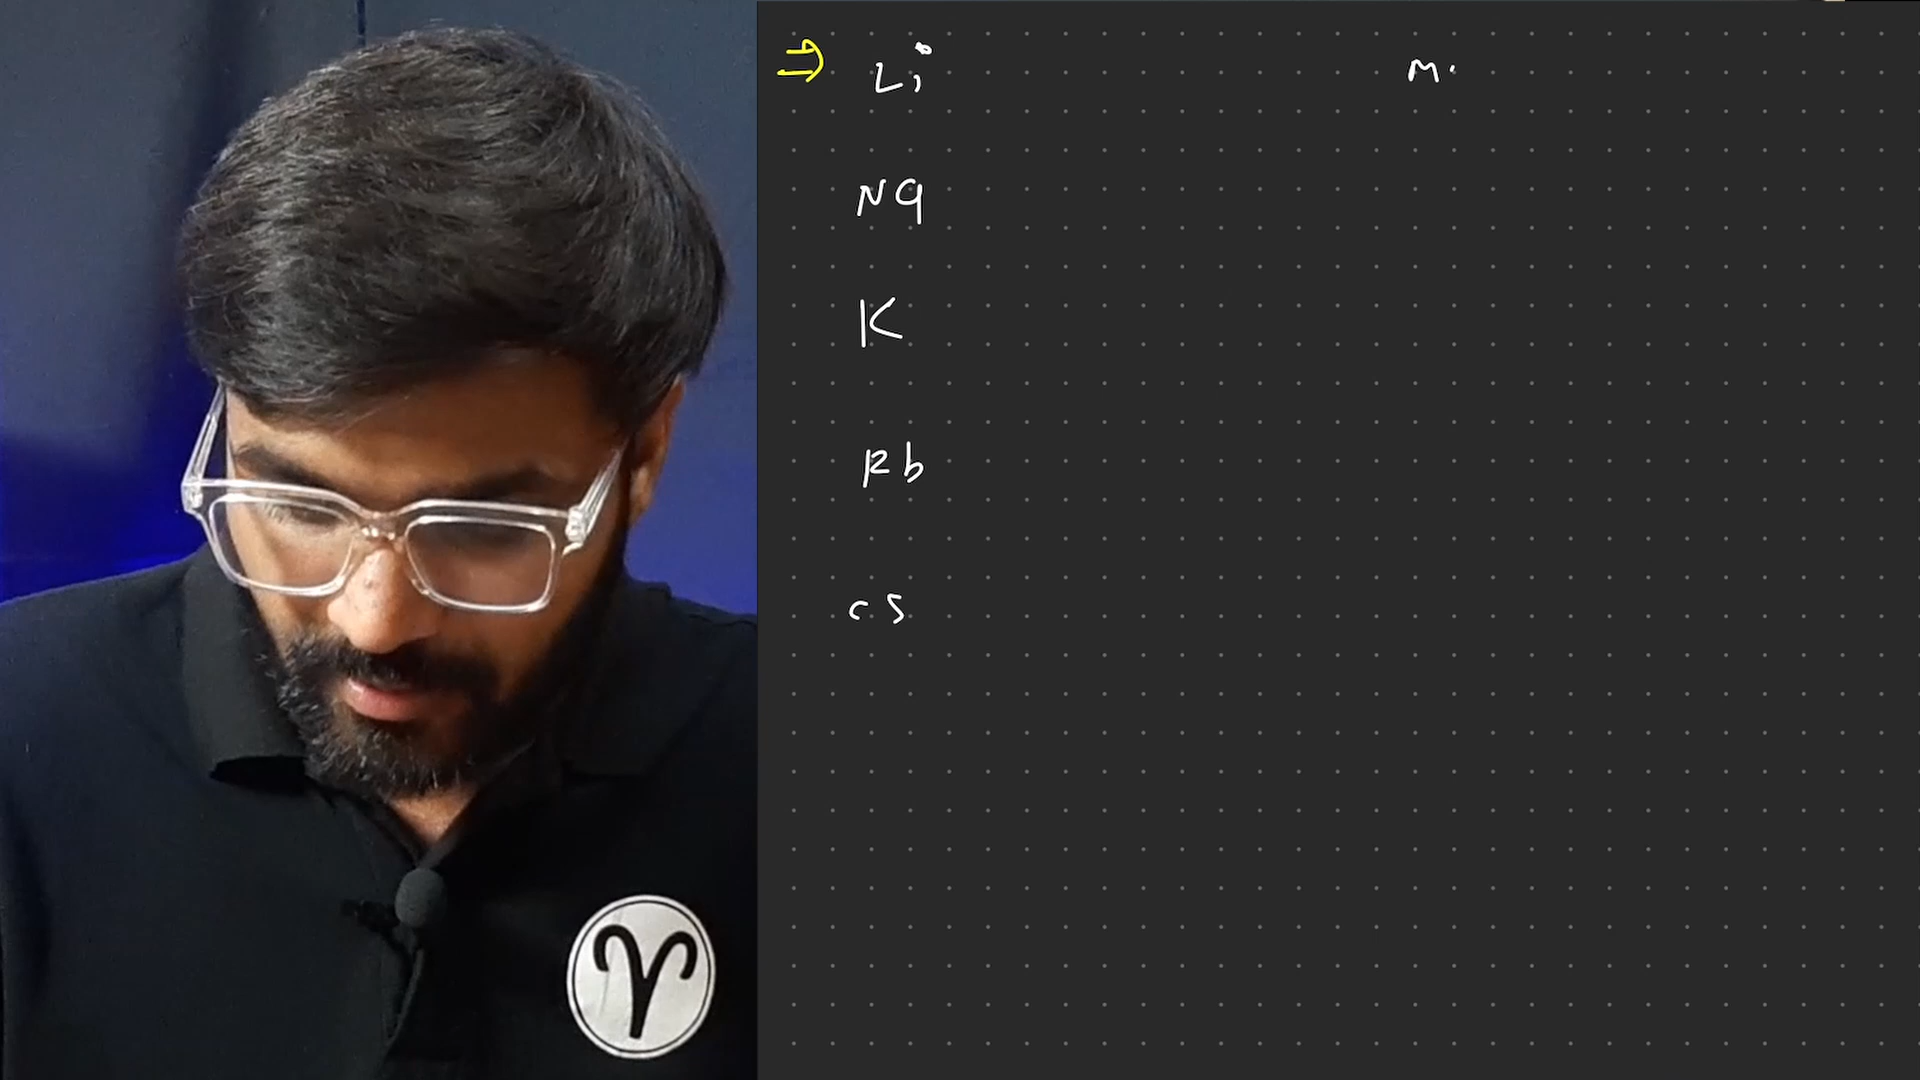 ⇒ Li M.
Na
K
Rb
Cs